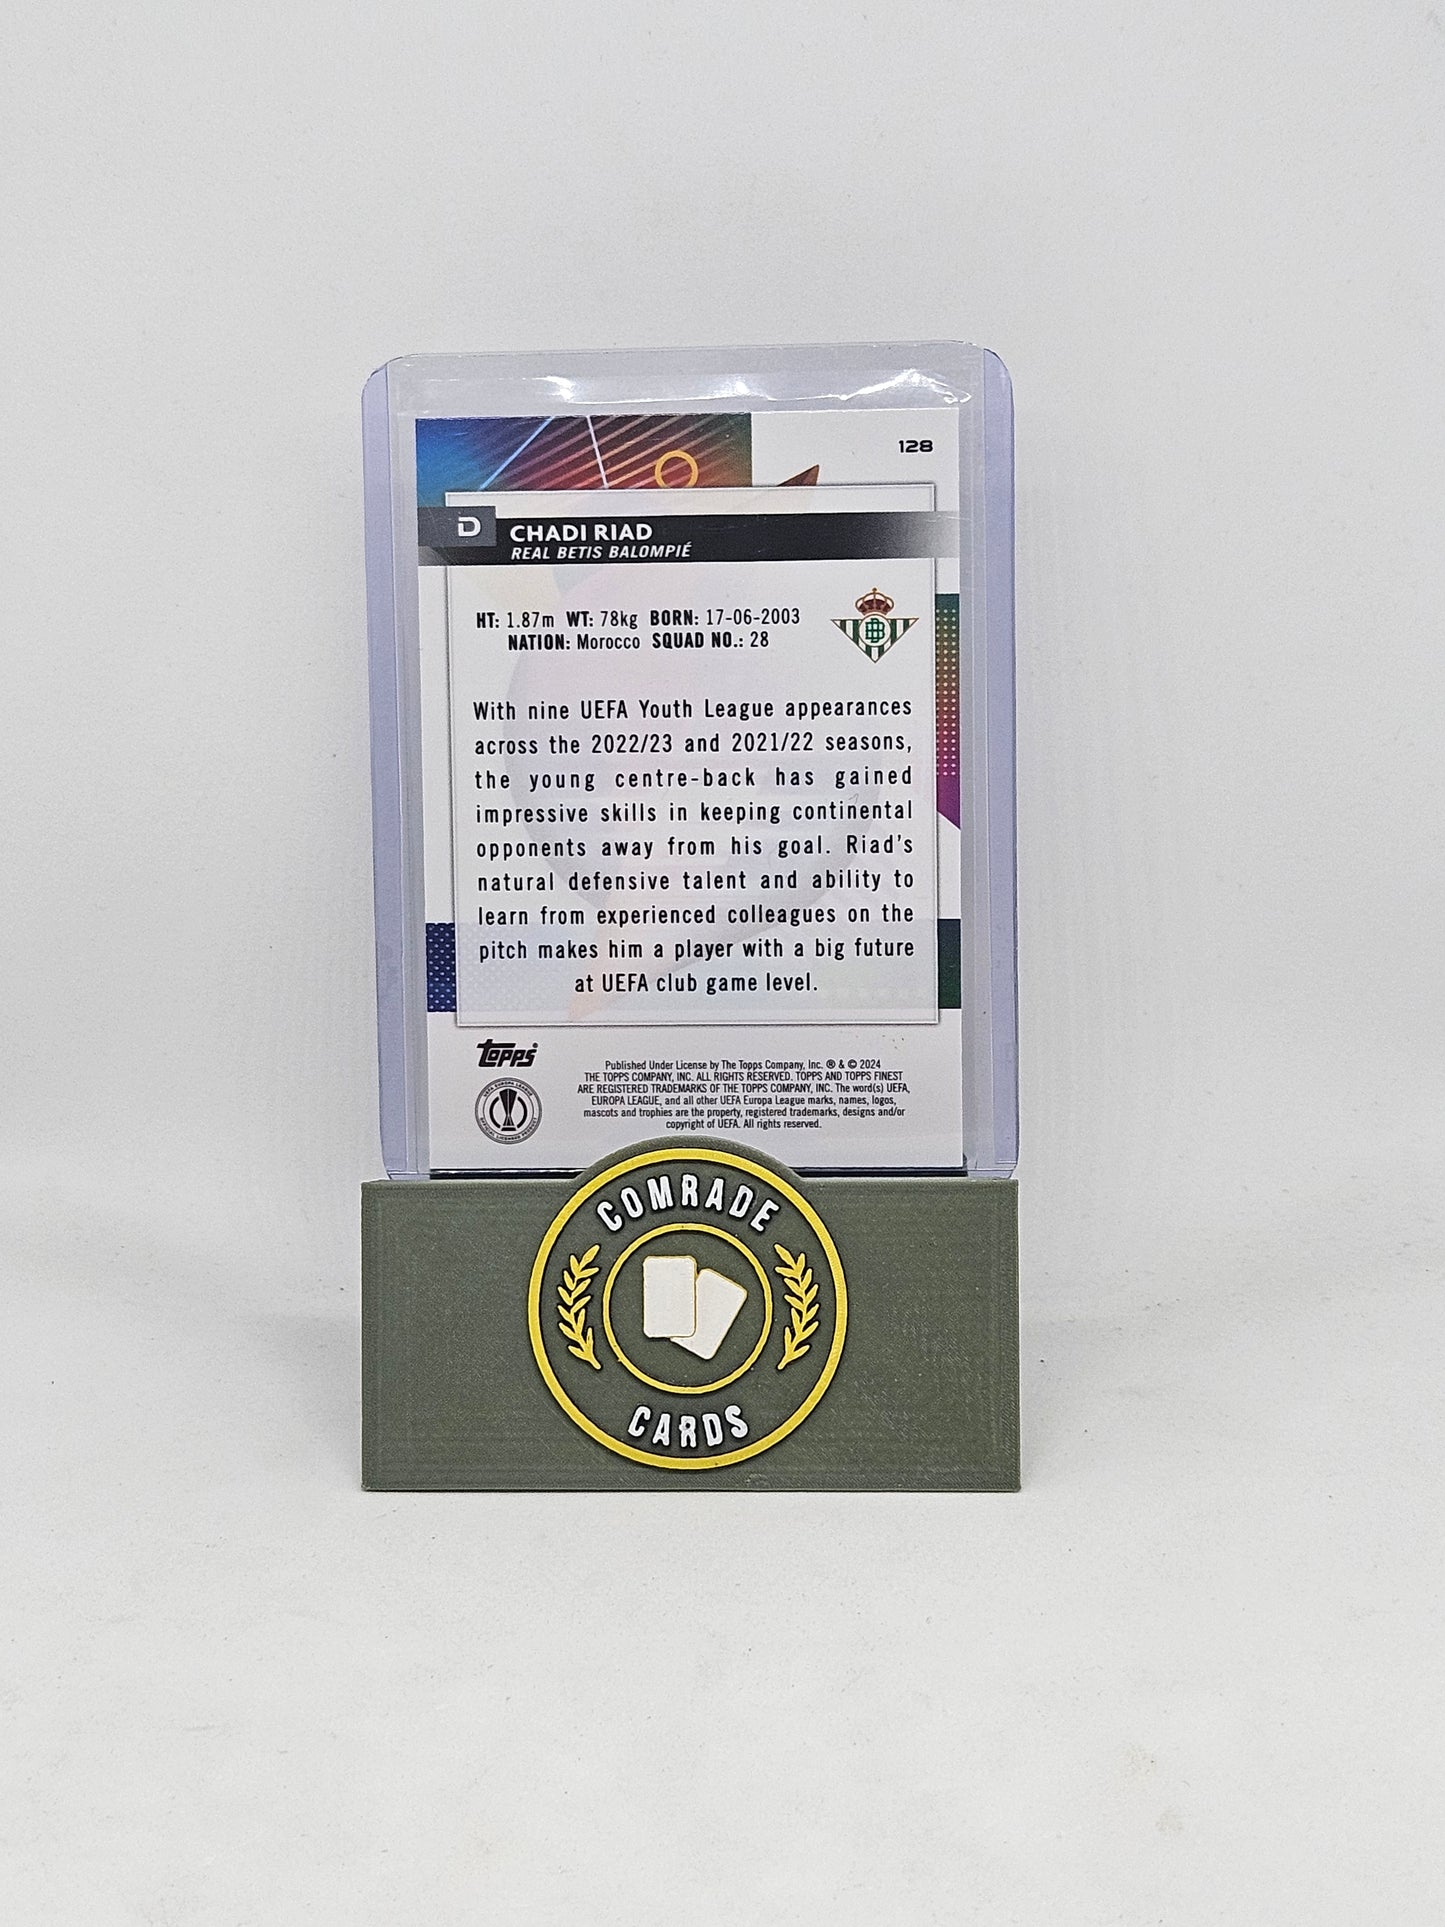 128
D
CHADI RIAD
REAL BETIS BALOMPIÉ
HT: 1.87m WT: 78kg BORN: 17-06-2003
NATION: Morocco SQUAD NO.: 28
With nine UEFA Youth League appearances
across the 2022/23 and 2021/22 seasons,
the young centre-back has gained
impressive skills in keeping continental
opponents away from his goal. Riad's
natural defensive talent and ability to
learn from experienced colleagues on the
pitch makes him a player with a big future
at UEFA club game level.
topps
Published Under License by The Topps Company, Inc. ® & © 2024
THE TOPPS COMPANY, INC. ALL RIGHTS RESERVED. TOPPS AND TOPPS FINEST
ARE REGISTERED TRADEMARKS OF THE TOPPS COMPANY, INC. The word(s) UEFA,
EUROPA LEAGUE, and all other UEFA Europa League marks, names, logos,
mascots and trophies are the property, registered trademarks, designs and/or
copyright of UEFA. All rights reserved.
UEFA EUROPA LEAGUE
OFFICIAL LICENSED PRODUCT
COMRADE
CARDS